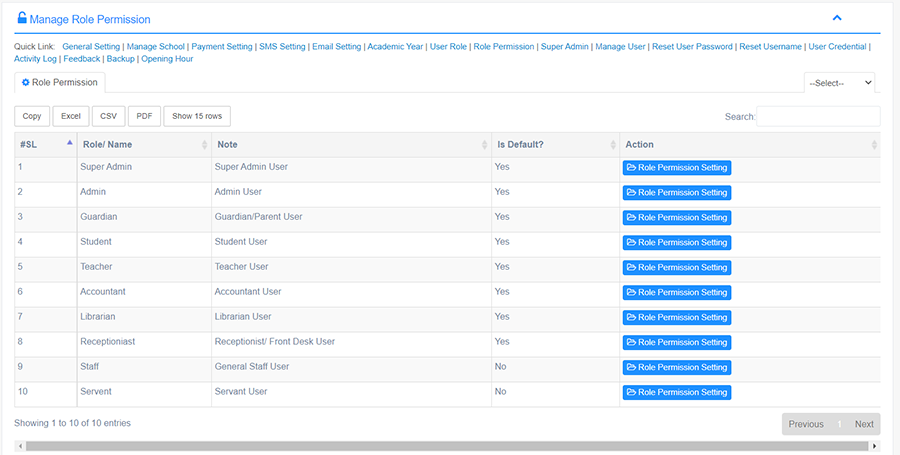 Manage Role Permission
Quick Link: General Setting | Manage School | Payment Setting | SMS Setting | Email Setting | Academic Year | User Role | Role Permission | Super Admin | Manage User | Reset User Password | Reset Username | User Credential |
Activity Log | Feedback | Backup | Opening Hour
Role Permission --Select--
Copy Excel CSV PDF Show 15 rows Search:
#SL Role/ Name Note Is Default? Action
1 Super Admin Super Admin User Yes Role Permission Setting
2 Admin Admin User Yes Role Permission Setting
3 Guardian Guardian/Parent User Yes Role Permission Setting
4 Student Student User Yes Role Permission Setting
5 Teacher Teacher User Yes Role Permission Setting
6 Accountant Accountant User Yes Role Permission Setting
7 Librarian Librarian User Yes Role Permission Setting
8 Receptioniast Receptionist/ Front Desk User Yes Role Permission Setting
9 Staff General Staff User No Role Permission Setting
10 Servent Servant User No Role Permission Setting
Showing 1 to 10 of 10 entries Previous 1 Next